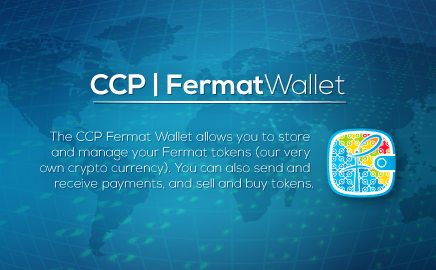 CCP | FermatWallet
The CCP Fermat Wallet allows you to store
and manage your Fermat tokens (our very
own crypto currency). You can also send and
receive payments, and sell and buy tokens.